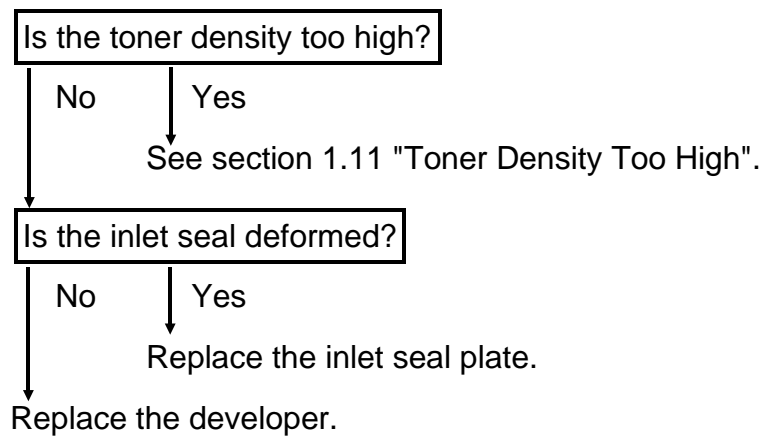 Is the toner density too high?
No Yes
See section 1.11 "Toner Density Too High".
Is the inlet seal deformed?
No Yes
Replace the inlet seal plate.
Replace the developer.